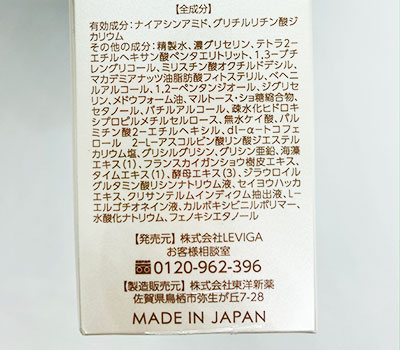 【全成分】
有効成分：ナイアシンアミド、グリチルリチン酸ジ
カリウム
その他の成分：精製水、濃グリセリン、テトラ2－
エチルヘキサン酸ペンタエリトリット、1,3－ブチ
レングリコール、ミリスチン酸オクチルドデシル、
マカデミアナッツ油脂肪酸フィトステリル、ベヘニ
ルアルコール、1,2－ペンタンジオール、ジグリセ
リン、メドウフォーム油、マルトース・ショ糖縮合物、
セタノール、バチルアルコール、疎水化ヒドロキ
シプロピルメチルセルロース、無水ケイ酸、パル
ミチン酸2－エチルヘキシル、dl－α－トコフェ
ロール　2－L－アスコルビン酸リン酸ジエステル
カリウム塩、グリシルグリシン、グリシン亜鉛、海藻
エキス(1)、フランスカイガンショウ樹皮エキス、
タイムエキス(1)、酵母エキス(3)、ジラウロイル
グルタミン酸リシンナトリウム液、セイヨウハッカ
エキス、クリサンテルムインディクム抽出液、L－
エルゴチオネイン液、カルボキシビニルポリマー、
水酸化ナトリウム、フェノキシエタノール
【発売元】株式会社LEVIGA
お客様相談室
0120-962-396
【製造販売元】株式会社東洋新薬
佐賀県鳥栖市弥生が丘7-28
MADE IN JAPAN